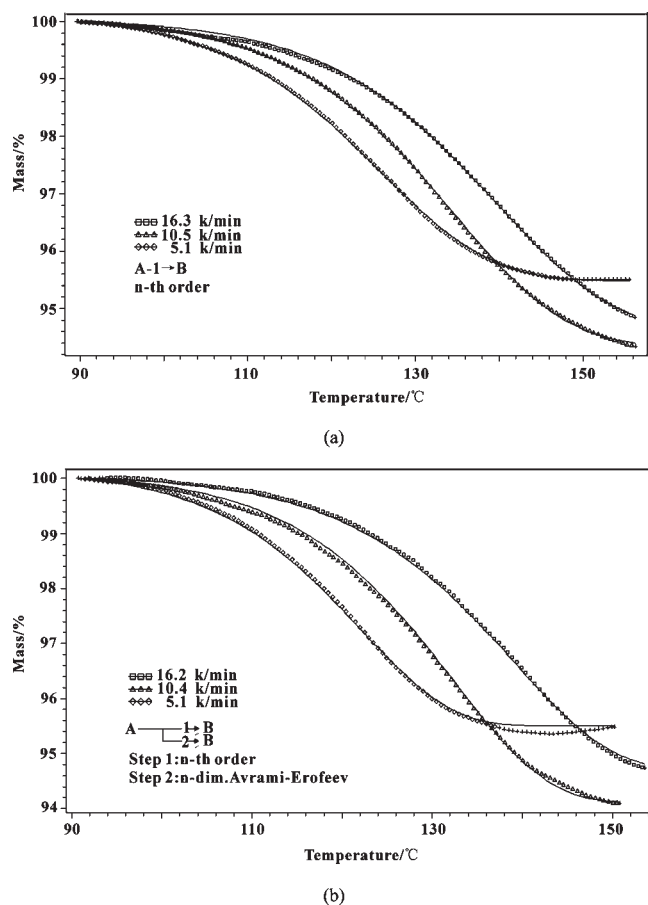 100
99
98
97
96
95
Mass/%
16.3 k/min
10.5 k/min
5.1 k/min
A-1→B
n-th order
90 110 130 150
Temperature/℃
(a)
100
99
98
97
96
95
94
Mass/%
16.2 k/min
10.4 k/min
5.1 k/min
A 1→B
2→B
Step 1:n-th order
Step 2:n-dim.Avrami-Erofeev
90 110 130 150
Temperature/℃
(b)